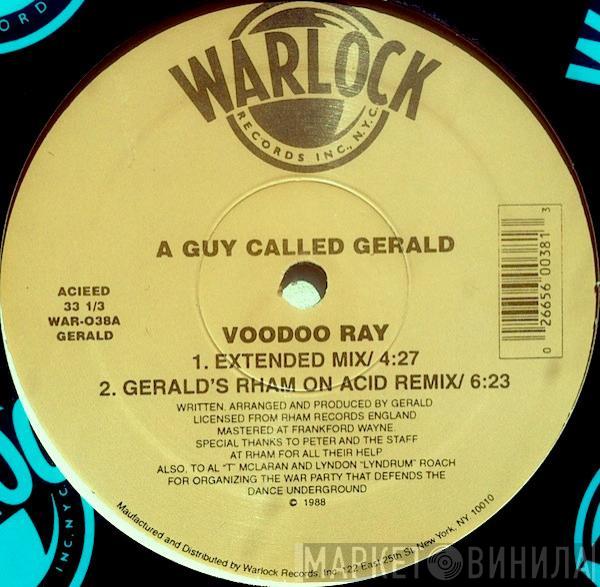 WARLOCK
RECORDS INC., N.Y.C.
A GUY CALLED GERALD
ACIEED
33 1/3
WAR-038A
GERALD
0 26656 00381 3
VOODOO RAY
1. EXTENDED MIX/ 4:27
2. GERALD'S RHAM ON ACID REMIX/ 6:23
WRITTEN, ARRANGED AND PRODUCED BY GERALD
LICENSED FROM RHAM RECORDS ENGLAND
MASTERED AT FRANKFORD WAYNE.
SPECIAL THANKS TO PETER AND THE STAFF
AT RHAM FOR ALL THEIR HELP
ALSO, TO AL "T" MCLARAN AND LYNDON "LYNDRUM" ROACH
FOR ORGANIZING THE WAR PARTY THAT DEFENDS THE
DANCE UNDERGROUND
© 1988
Maufactured and Distributed by Warlock Records, Inc. 122 East 25th St. New York, NY 10010
МАРКЕТ ВИНИЛА